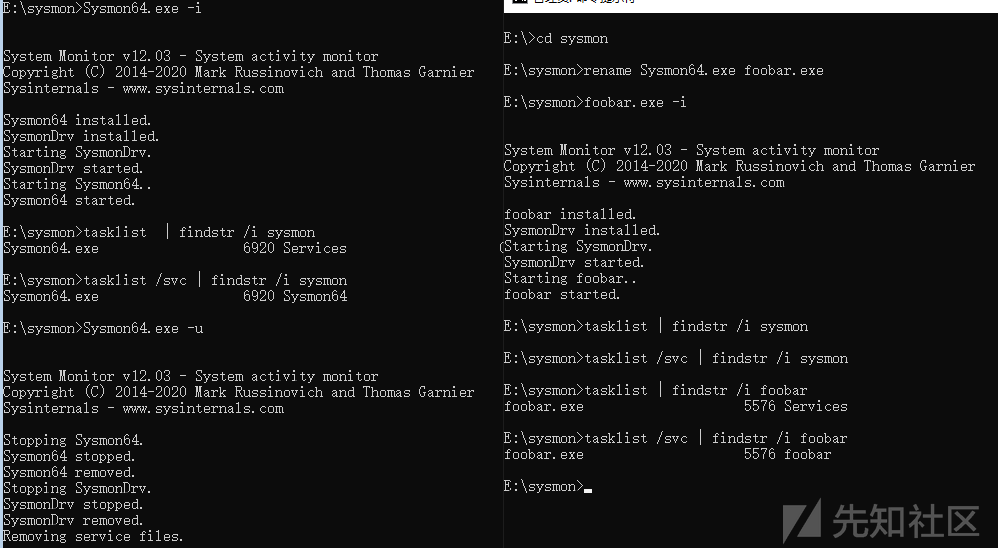 E:\sysmon>Sysmon64.exe -i
System Monitor v12.03 - System activity monitor
Copyright (C) 2014-2020 Mark Russinovich and Thomas Garnier
Sysinternals - www.sysinternals.com
Sysmon64 installed.
SysmonDrv installed.
Starting SysmonDrv.
SysmonDrv started.
Starting Sysmon64..
Sysmon64 started.
E:\sysmon>tasklist  | findstr /i sysmon
Sysmon64.exe                  6920 Services
E:\sysmon>tasklist /svc | findstr /i sysmon
Sysmon64.exe                  6920 Sysmon64
E:\sysmon>Sysmon64.exe -u
System Monitor v12.03 - System activity monitor
Copyright (C) 2014-2020 Mark Russinovich and Thomas Garnier
Sysinternals - www.sysinternals.com
Stopping Sysmon64.
Sysmon64 stopped.
Sysmon64 removed.
Stopping SysmonDrv.
SysmonDrv stopped.
SysmonDrv removed.
Removing service files.
E:\>cd sysmon
E:\sysmon>rename Sysmon64.exe foobar.exe
E:\sysmon>foobar.exe -i
System Monitor v12.03 - System activity monitor
Copyright (C) 2014-2020 Mark Russinovich and Thomas Garnier
Sysinternals - www.sysinternals.com
foobar installed.
SysmonDrv installed.
Starting SysmonDrv.
SysmonDrv started.
Starting foobar..
foobar started.
E:\sysmon>tasklist | findstr /i sysmon
E:\sysmon>tasklist /svc | findstr /i sysmon
E:\sysmon>tasklist | findstr /i foobar
foobar.exe                    5576 Services
E:\sysmon>tasklist /svc | findstr /i foobar
foobar.exe                    5576 foobar
E:\sysmon>
先知社区